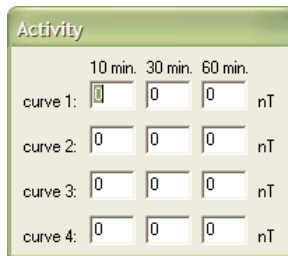 Activity
10 min. 30 min. 60 min.
curve 1: 0 0 0 nT
curve 2: 0 0 0 nT
curve 3: 0 0 0 nT
curve 4: 0 0 0 nT